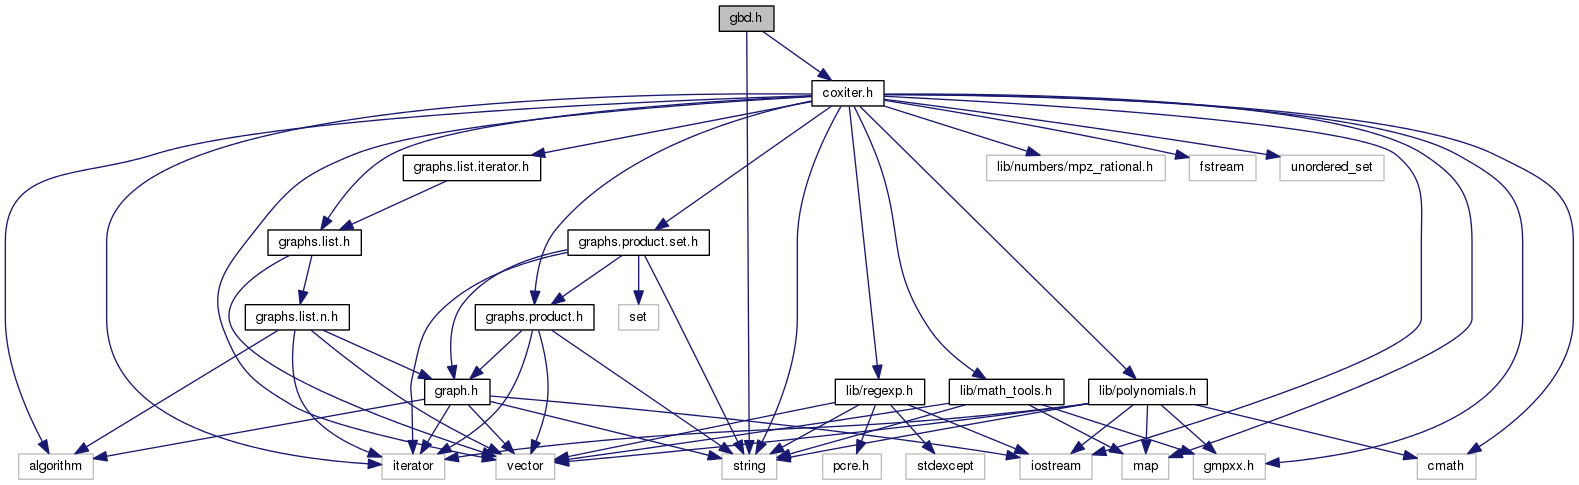 gbd.h
coxiter.h
graphs.list.iterator.h
lib/numbers/mpz_rational.h
fstream
unordered_set
graphs.list.h
graphs.product.set.h
graphs.list.n.h
graphs.product.h
set
graph.h
lib/regexp.h
lib/math_tools.h
lib/polynomials.h
algorithm
iterator
vector
string
pcre.h
stdexcept
iostream
map
gmpxx.h
cmath